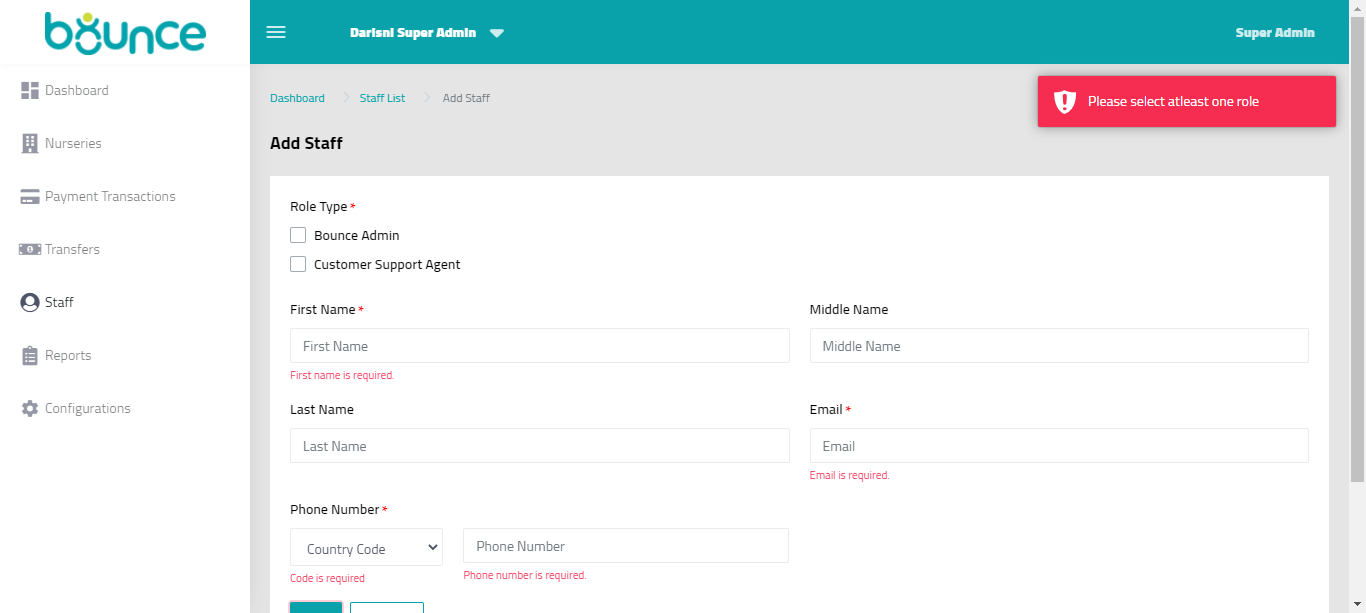 bounce
Darisni Super Admin
Super Admin
Dashboard
Nurseries
Payment Transactions
Transfers
Staff
Reports
Configurations
Dashboard
Staff List
Add Staff
Please select atleast one role
Add Staff
Role Type *
Bounce Admin
Customer Support Agent
First Name *
First Name
First name is required.
Middle Name
Middle Name
Last Name
Last Name
Email *
Email
Email is required.
Phone Number *
Country Code
Code is required
Phone Number
Phone number is required.